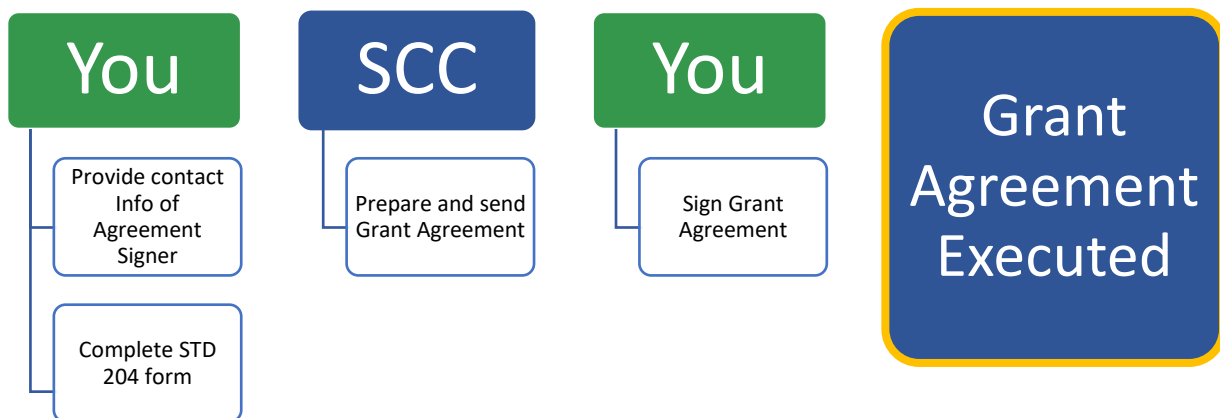 You
Provide contact
Info of
Agreement
Signer
Complete STD
204 form
SCC
Prepare and send
Grant Agreement
You
Sign Grant
Agreement
Grant
Agreement
Executed